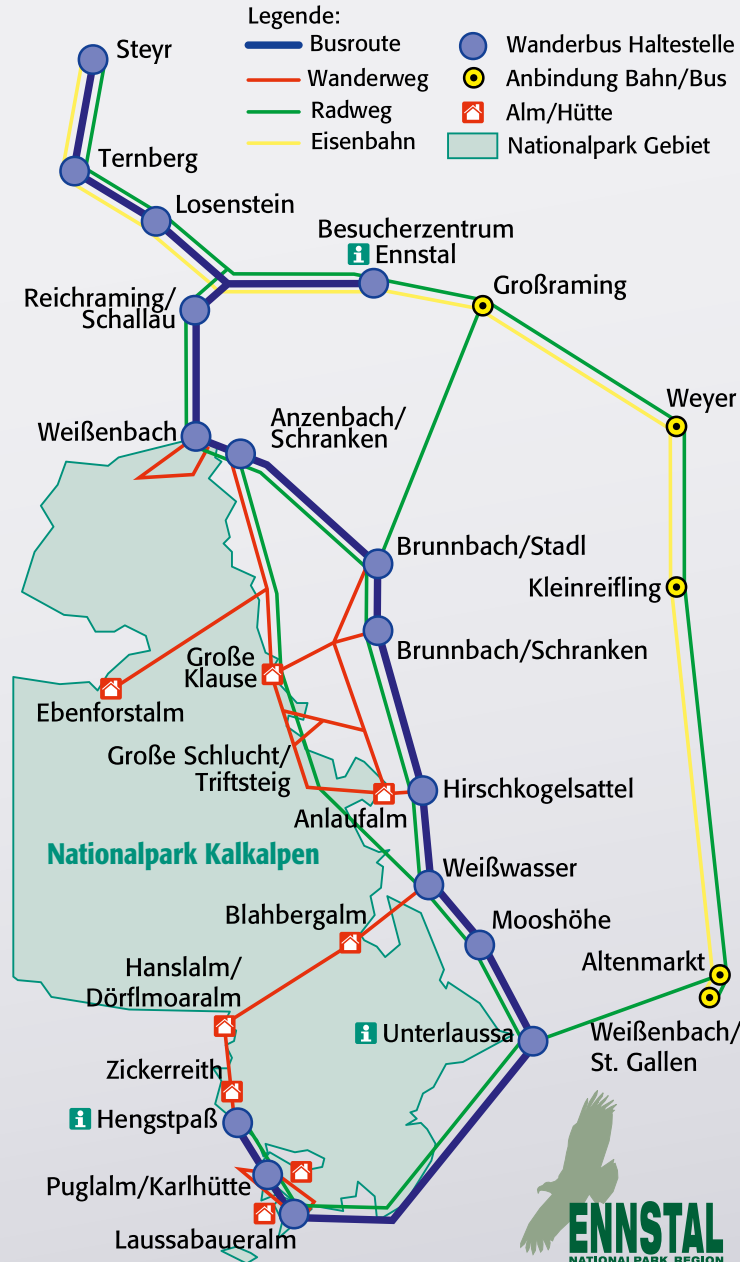 Legende:
Busroute
Wanderweg
Radweg
Eisenbahn
Wanderbus Haltestelle
Anbindung Bahn/Bus
Alm/Hütte
Nationalpark Gebiet
Steyr
Ternberg
Losenstein
Besucherzentrum
i Ennstal
Großraming
Reichraming/
Schallau
Weyer
Weißenbach
Anzenbach/
Schranken
Brunnbach/Stadl
Kleinreifling
Brunnbach/Schranken
Große
Klause
Ebenforstalm
Große Schlucht/
Triftsteig
Hirschkogelsattel
Anlaufalm
Nationalpark Kalkalpen
Weißwasser
Blahbergalm
Mooshöhe
Hanslalm/
Dörflmoaralm
Altenmarkt
i Unterlaussa
Weißenbach/
St. Gallen
Zickerreith
i Hengstpaß
Puglalm/Karlhütte
Laussabaueralm
ENNSTAL
NATIONALPARK REGION